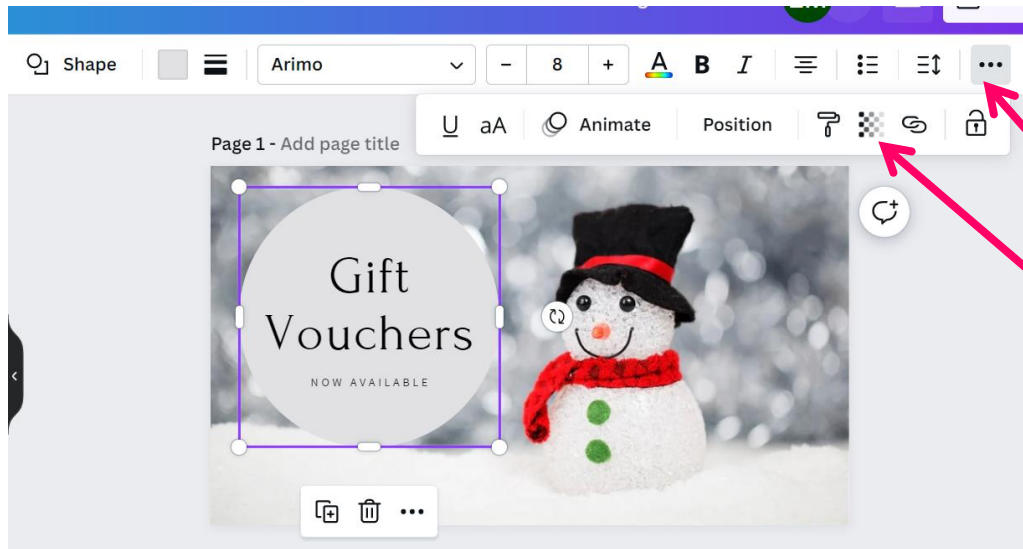 Shape
Arimo
- 8 +
A B I
U aA Animate Position
Page 1 - Add page title
Gift
Vouchers
NOW AVAILABLE